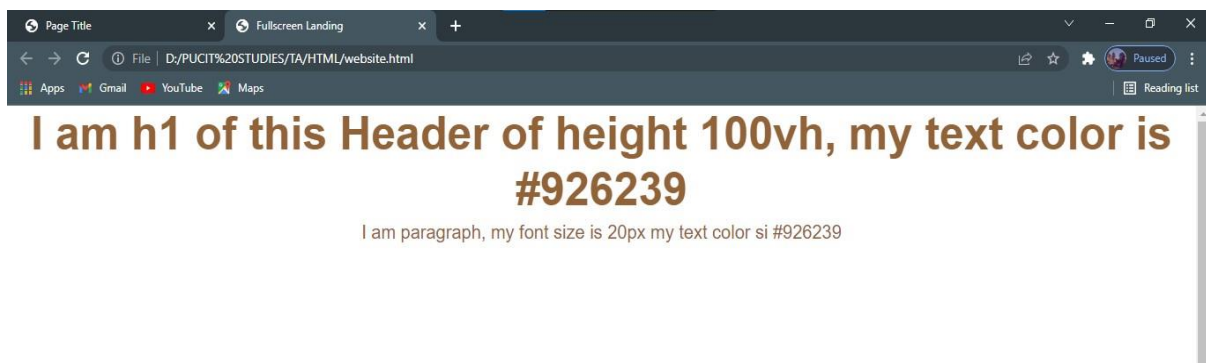 Page Title
Fullscreen Landing
File | D:/PUCIT%20STUDIES/TA/HTML/website.html
Paused
Apps Gmail YouTube Maps
Reading list
I am h1 of this Header of height 100vh, my text color is
#926239
I am paragraph, my font size is 20px my text color si #926239